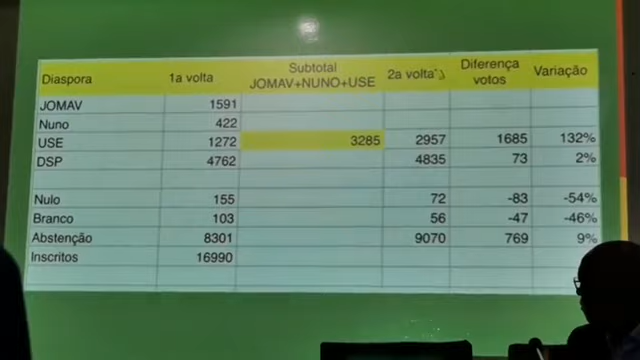 Diaspora 1a volta Subtotal JOMAV+NUNO+USE 2a volta Diferença votos Variação
JOMAV 1591
Nuno 422
USE 1272 3285 2957 1685 132%
DSP 4762 4835 73 2%
Nulo 155 72 -83 -54%
Branco 103 56 -47 -46%
Abstenção 8301 9070 769 9%
Inscritos 16990